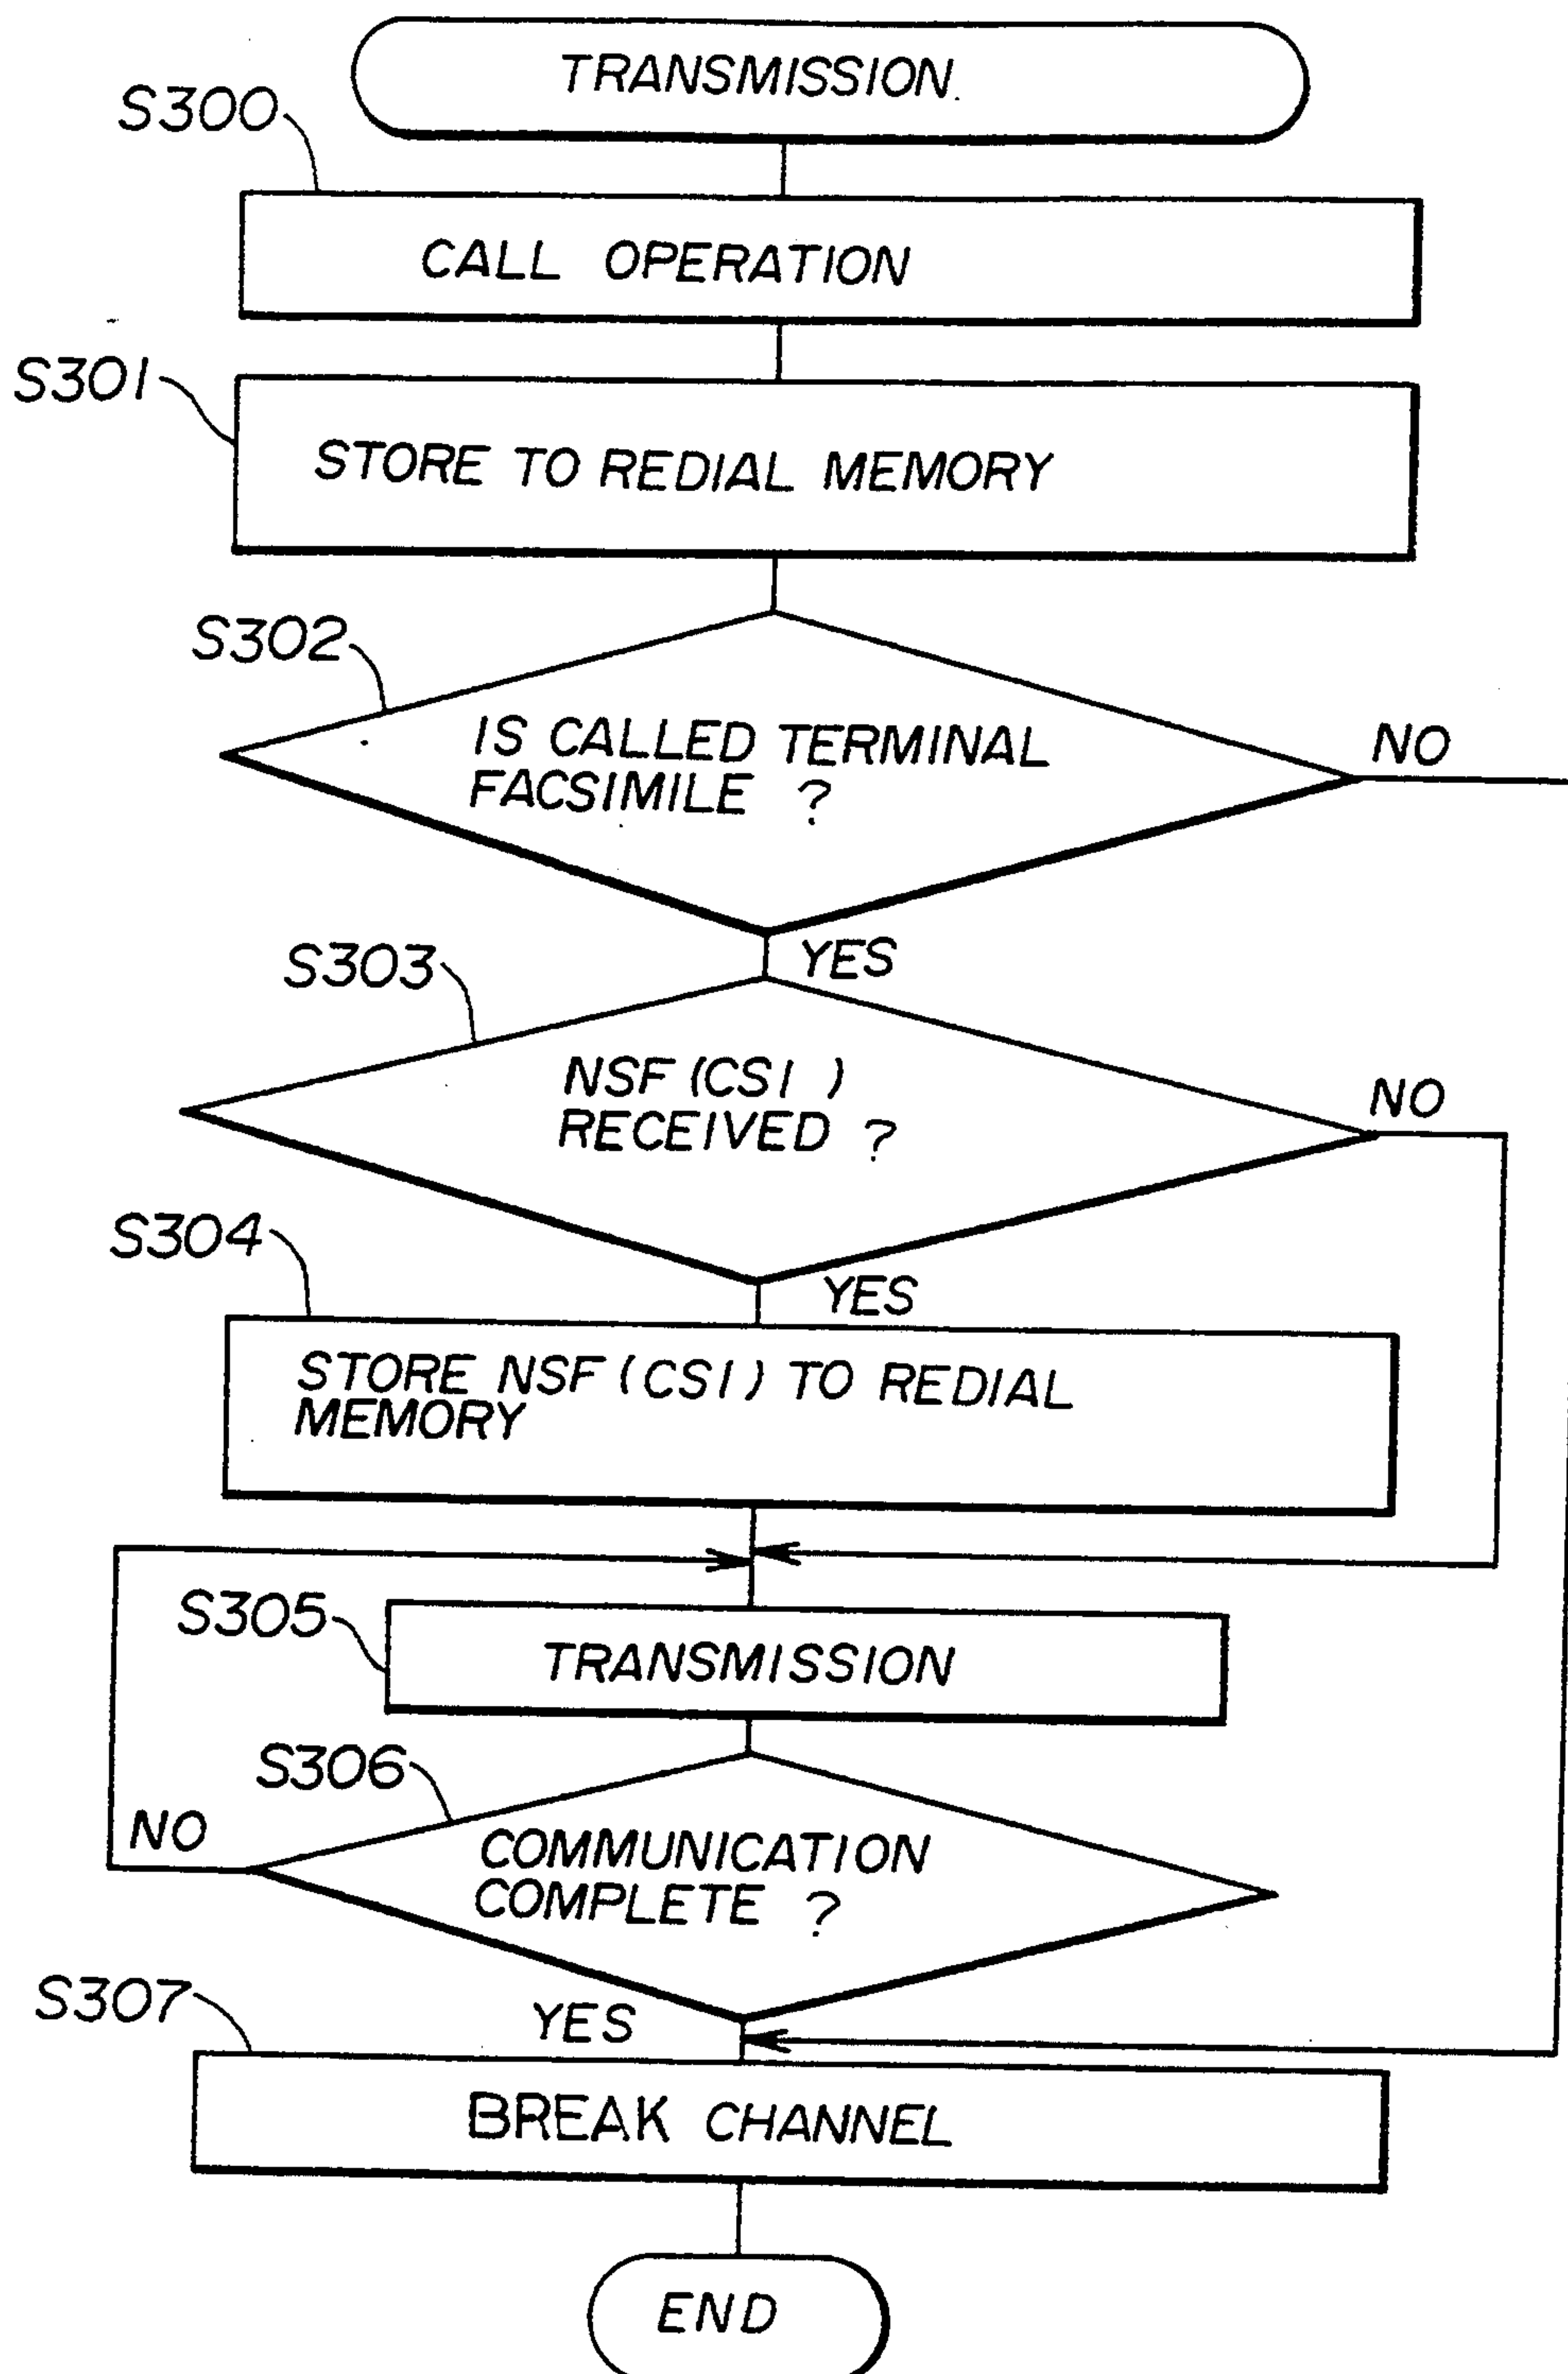 TRANSMISSION
S300
CALL OPERATION
S301
STORE TO REDIAL MEMORY
S302
IS CALLED TERMINAL
FACSIMILE ?
NO
YES
S303
NSF (CSI)
RECEIVED ?
NO
YES
S304
STORE NSF (CSI) TO REDIAL
MEMORY
S305
TRANSMISSION
S306
COMMUNICATION
COMPLETE ?
NO
YES
S307
BREAK CHANNEL
END